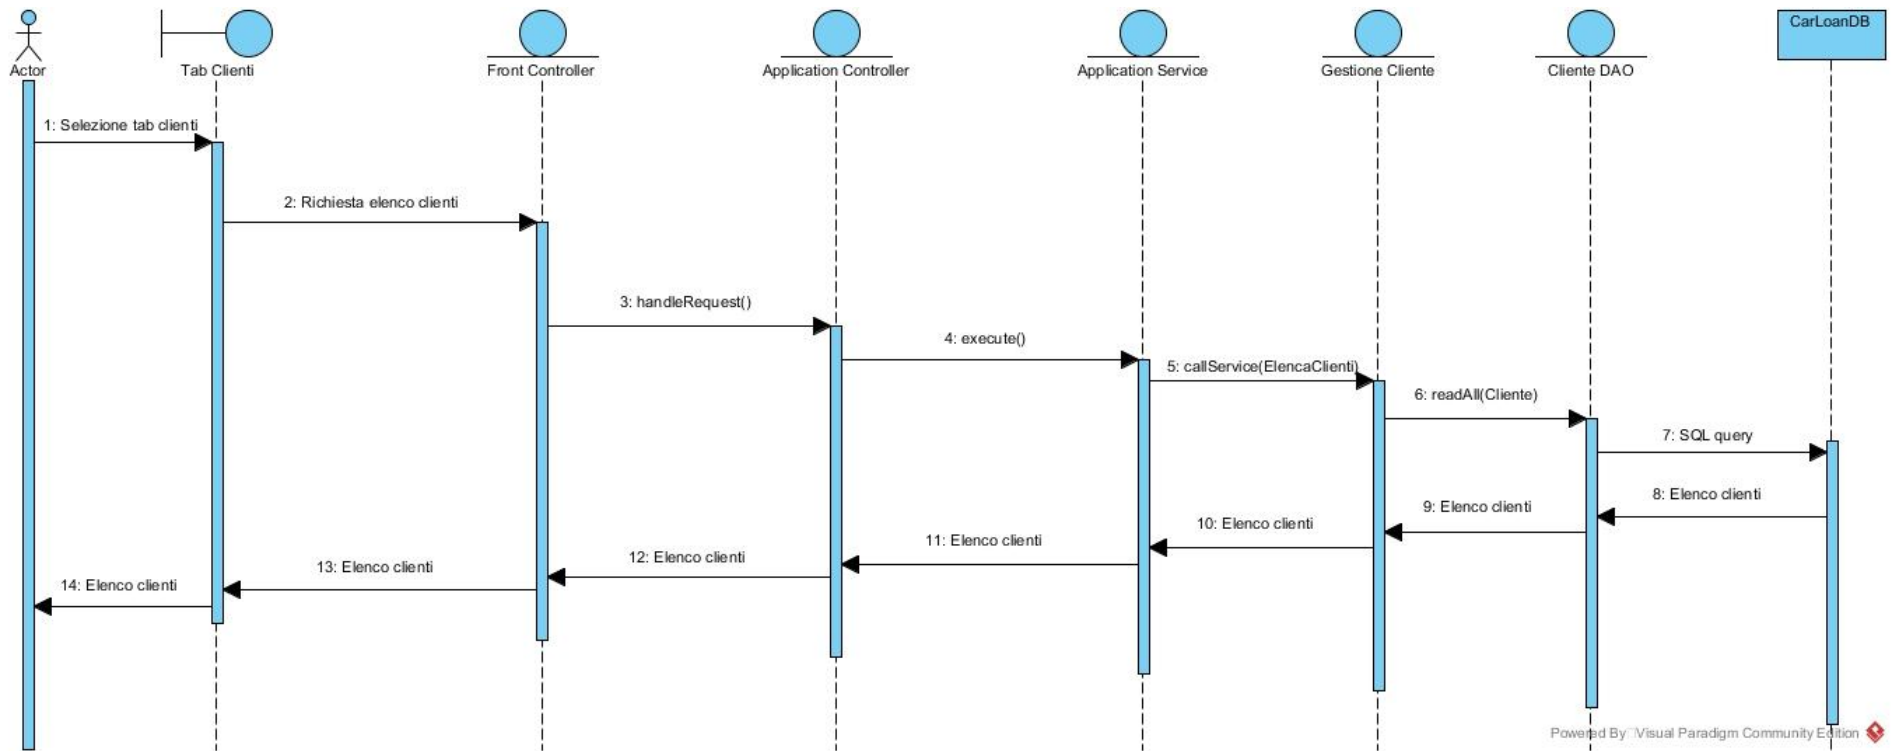 Actor
Tab Clienti
Front Controller
Application Controller
Application Service
Gestione Cliente
Cliente DAO
CarLoanDB
1: Selezione tab clienti
2: Richiesta elenco clienti
3: handleRequest()
4: execute()
5: callService(ElencaClienti)
6: readAll(Cliente)
7: SQL query
8: Elenco clienti
9: Elenco clienti
10: Elenco clienti
11: Elenco clienti
12: Elenco clienti
13: Elenco clienti
14: Elenco clienti
Powered By Visual Paradigm Community Edition